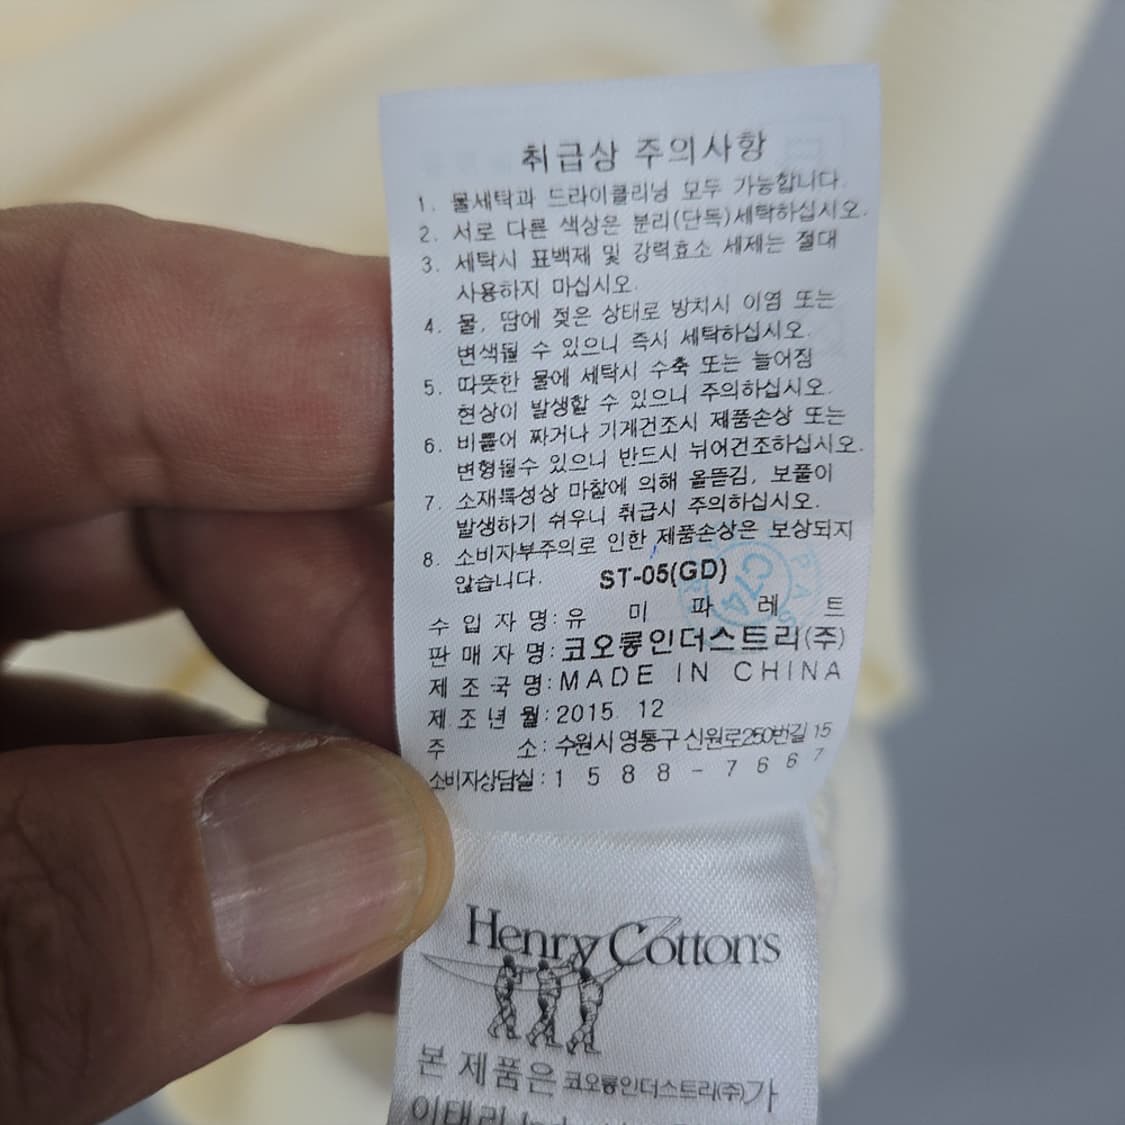 취급상 주의사항
1. 물세탁과 드라이클리닝 모두 가능합니다.
2. 서로 다른 색상은 분리(단독)세탁하십시오.
3. 세탁시 표백제 및 강력효소 세제는 절대
사용하지 마십시오.
4. 물, 땀에 젖은 상태로 방치시 이염 또는
변색될 수 있으니 즉시 세탁하십시오.
5. 따뜻한 물에 세탁시 수축 또는 늘어짐
현상이 발생할 수 있으니 주의하십시오.
6. 비틀어 짜거나 기계건조시 제품손상 또는
변형될수 있으니 반드시 뉘어건조하십시오.
7. 소재특성상 마찰에 의해 올뜯김, 보풀이
발생하기 쉬우니 취급시 주의하십시오.
8. 소비자부주의로 인한 제품손상은 보상되지
않습니다. ST-05(GD)
수입자명: 유미파레트
판매자명: 코오롱인더스트리(주)
제조국명: MADE IN CHINA
제조년월: 2015. 12
주 소: 수원시 영통구 신원로250번길 15
소비자상담실: 1588-7667
Henry Cotton's
본 제품은 코오롱인더스트리(주)가
이태리